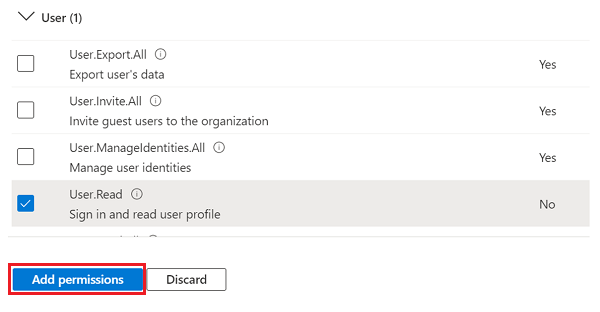 User (1)
User.Export.All
Export user's data
Yes
User.Invite.All
Invite guest users to the organization
Yes
User.ManageIdentities.All
Manage user identities
Yes
User.Read
Sign in and read user profile
No
Add permissions
Discard